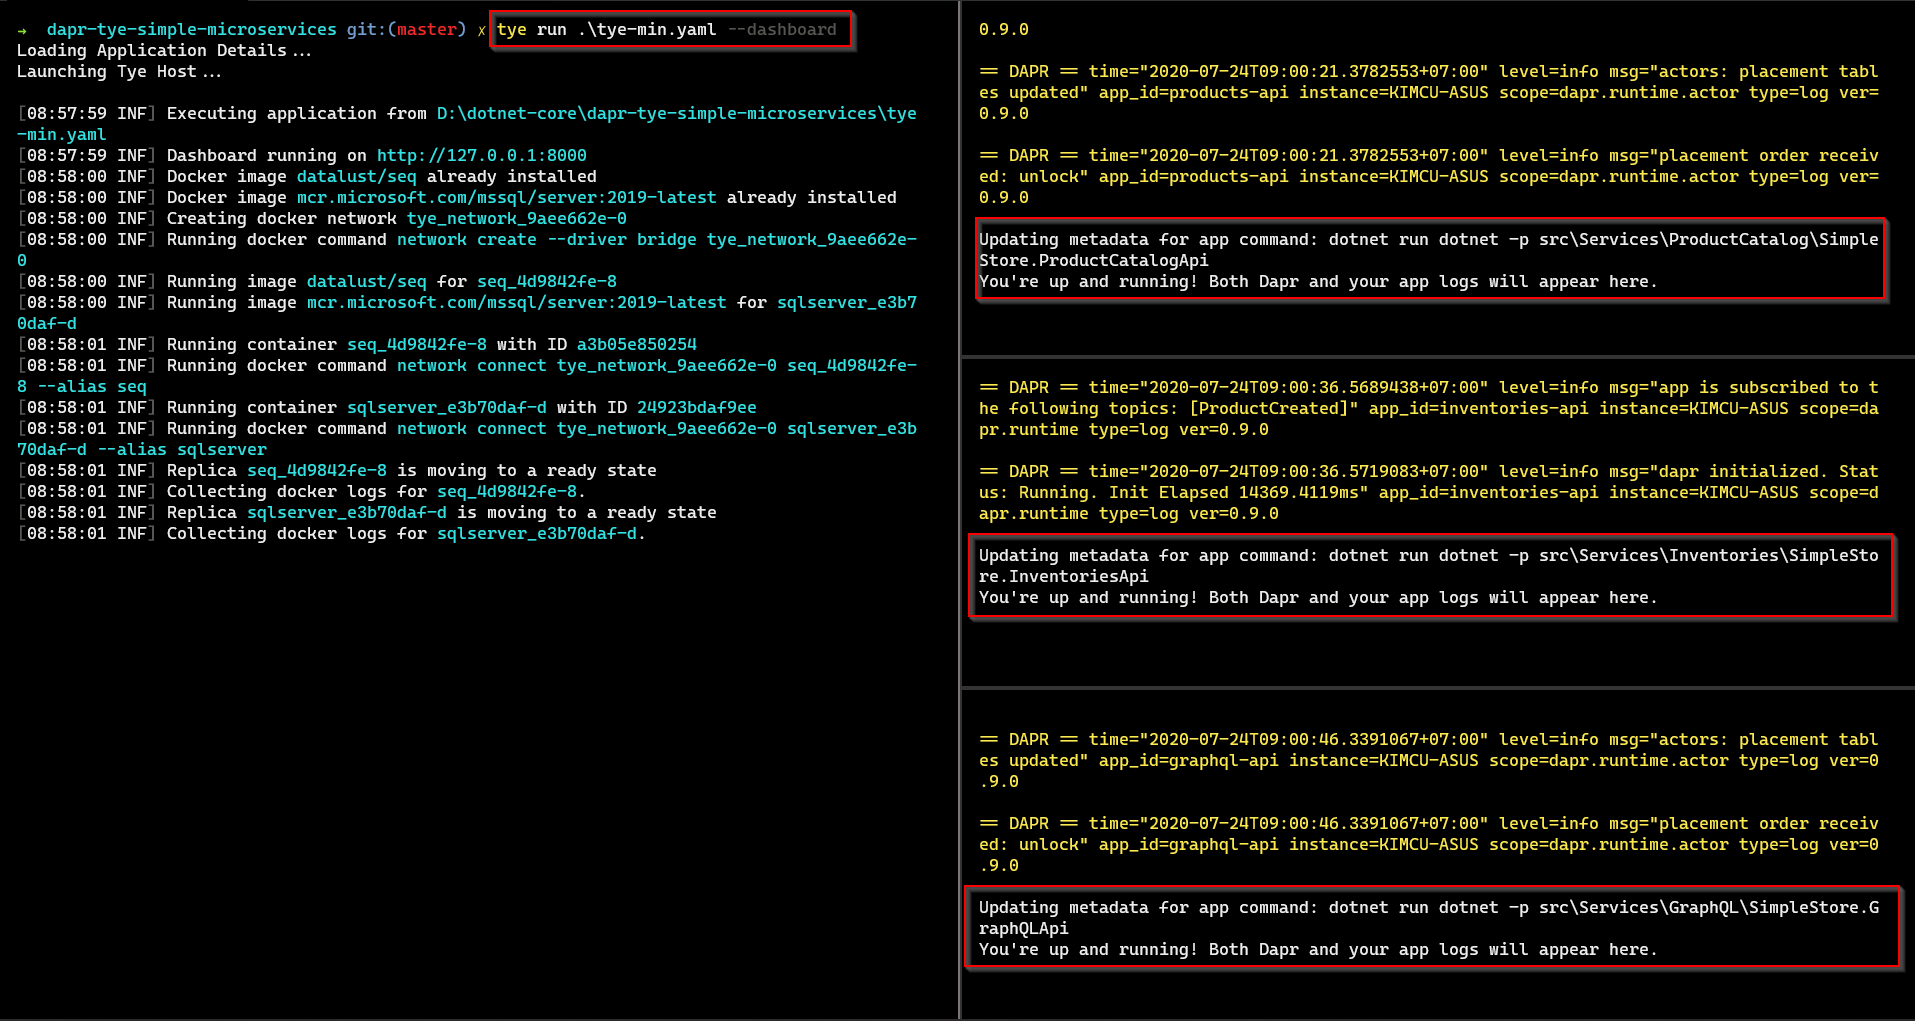 →  dapr-tye-simple-microservices git:(master) ✗ tye run .\tye-min.yaml --dashboard
Loading Application Details...
Launching Tye Host...
[08:57:59 INF] Executing application from D:\dotnet-core\dapr-tye-simple-microservices\tye
-min.yaml
[08:57:59 INF] Dashboard running on http://127.0.0.1:8000
[08:58:00 INF] Docker image datalust/seq already installed
[08:58:00 INF] Docker image mcr.microsoft.com/mssql/server:2019-latest already installed
[08:58:00 INF] Creating docker network tye_network_9aee662e-0
[08:58:00 INF] Running docker command network create --driver bridge tye_network_9aee662e-
0
[08:58:00 INF] Running image datalust/seq for seq_4d9842fe-8
[08:58:00 INF] Running image mcr.microsoft.com/mssql/server:2019-latest for sqlserver_e3b7
0daf-d
[08:58:01 INF] Running container seq_4d9842fe-8 with ID a3b05e850254
[08:58:01 INF] Running docker command network connect tye_network_9aee662e-0 seq_4d9842fe-
8 --alias seq
[08:58:01 INF] Running container sqlserver_e3b70daf-d with ID 24923bdaf9ee
[08:58:01 INF] Running docker command network connect tye_network_9aee662e-0 sqlserver_e3b
70daf-d --alias sqlserver
[08:58:01 INF] Replica seq_4d9842fe-8 is moving to a ready state
[08:58:01 INF] Collecting docker logs for seq_4d9842fe-8.
[08:58:01 INF] Replica sqlserver_e3b70daf-d is moving to a ready state
[08:58:01 INF] Collecting docker logs for sqlserver_e3b70daf-d.
0.9.0
== DAPR == time="2020-07-24T09:00:21.3782553+07:00" level=info msg="actors: placement tabl
es updated" app_id=products-api instance=KIMCU-ASUS scope=dapr.runtime.actor type=log ver=
0.9.0
== DAPR == time="2020-07-24T09:00:21.3782553+07:00" level=info msg="placement order receiv
ed: unlock" app_id=products-api instance=KIMCU-ASUS scope=dapr.runtime.actor type=log ver=
0.9.0
Updating metadata for app command: dotnet run dotnet -p src\Services\ProductCatalog\Simple
Store.ProductCatalogApi
You're up and running! Both Dapr and your app logs will appear here.
== DAPR == time="2020-07-24T09:00:36.5689438+07:00" level=info msg="app is subscribed to t
he following topics: [ProductCreated]" app_id=inventories-api instance=KIMCU-ASUS scope=da
pr.runtime type=log ver=0.9.0
== DAPR == time="2020-07-24T09:00:36.5719083+07:00" level=info msg="dapr initialized. Stat
us: Running. Init Elapsed 14369.4119ms" app_id=inventories-api instance=KIMCU-ASUS scope=d
apr.runtime type=log ver=0.9.0
Updating metadata for app command: dotnet run dotnet -p src\Services\Inventories\SimpleSto
re.InventoriesApi
You're up and running! Both Dapr and your app logs will appear here.
== DAPR == time="2020-07-24T09:00:46.3391067+07:00" level=info msg="actors: placement tabl
es updated" app_id=graphql-api instance=KIMCU-ASUS scope=dapr.runtime.actor type=log ver=0
.9.0
== DAPR == time="2020-07-24T09:00:46.3391067+07:00" level=info msg="placement order receiv
ed: unlock" app_id=graphql-api instance=KIMCU-ASUS scope=dapr.runtime.actor type=log ver=0
.9.0
Updating metadata for app command: dotnet run dotnet -p src\Services\GraphQL\SimpleStore.G
raphQLApi
You're up and running! Both Dapr and your app logs will appear here.